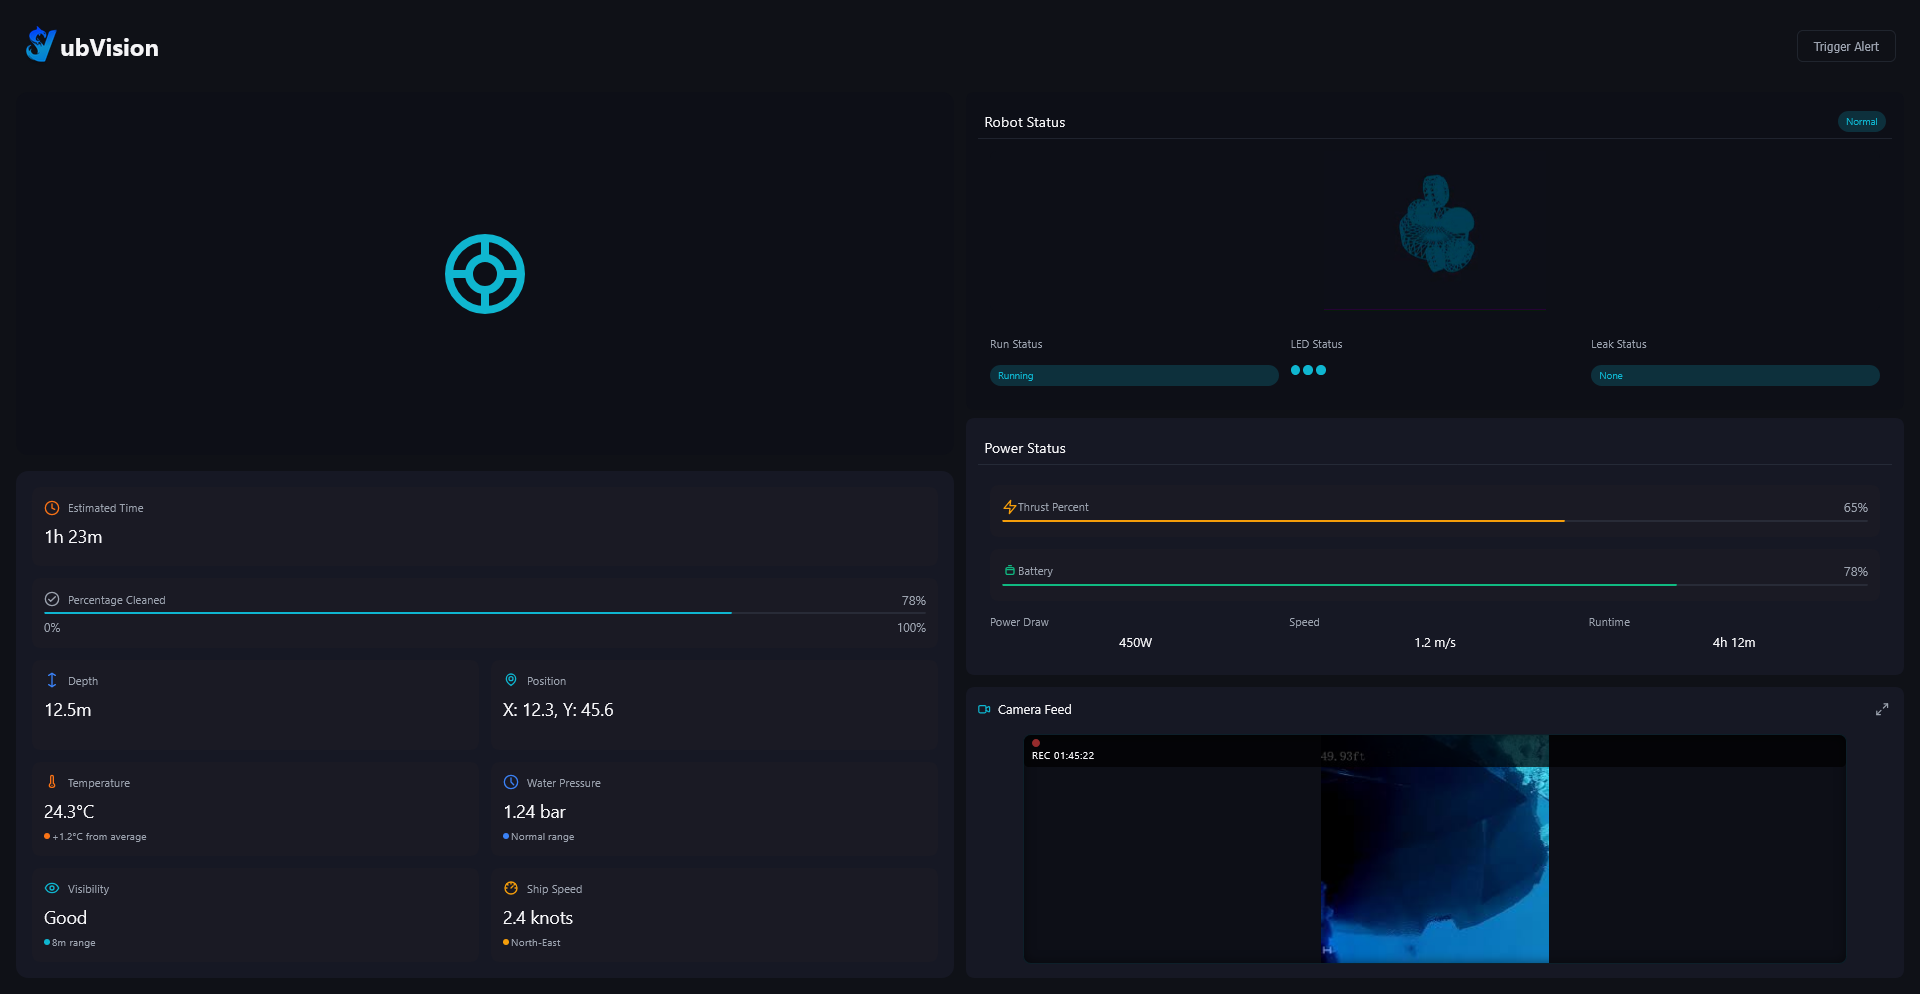 ubVision
Trigger Alert
Robot Status
Normal
Run Status
LED Status
Leak Status
Running
None
Estimated Time
1h 23m
Percentage Cleaned
78%
0%
100%
Depth
12.5m
Position
X: 12.3, Y: 45.6
Temperature
24.3°C
+1.2°C from average
Water Pressure
1.24 bar
Normal range
Visibility
Good
8m range
Ship Speed
2.4 knots
North-East
Power Status
Thrust Percent
65%
Battery
78%
Power Draw
Speed
Runtime
450W
1.2 m/s
4h 12m
Camera Feed
REC 01:45:22
49.93ft